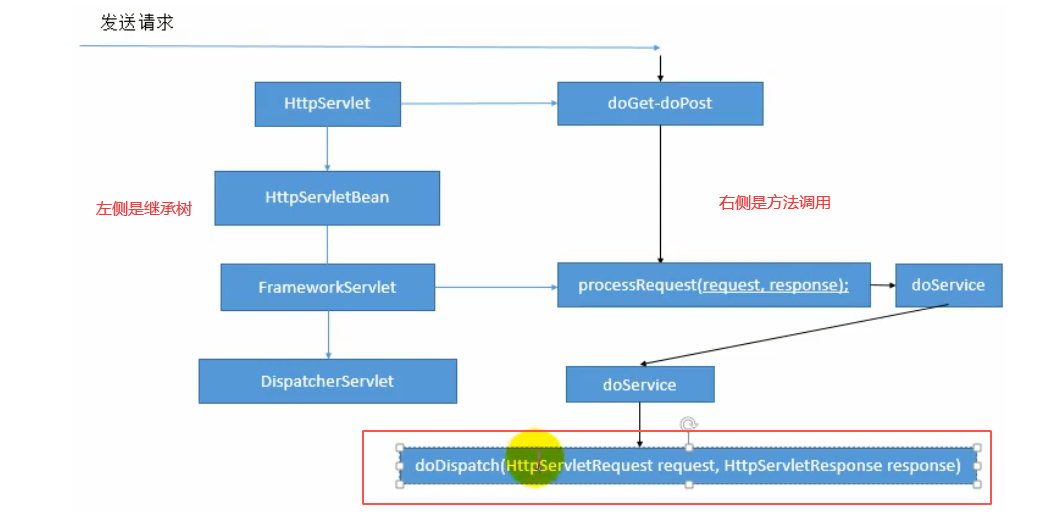 发送请求
HttpServlet
doGet-doPost
HttpServletBean
左侧是继承树
右侧是方法调用
FrameworkServlet
processRequest(request, response);
doService
DispatcherServlet
doService
doDispatch(HttpServletRequest request, HttpServletResponse response)